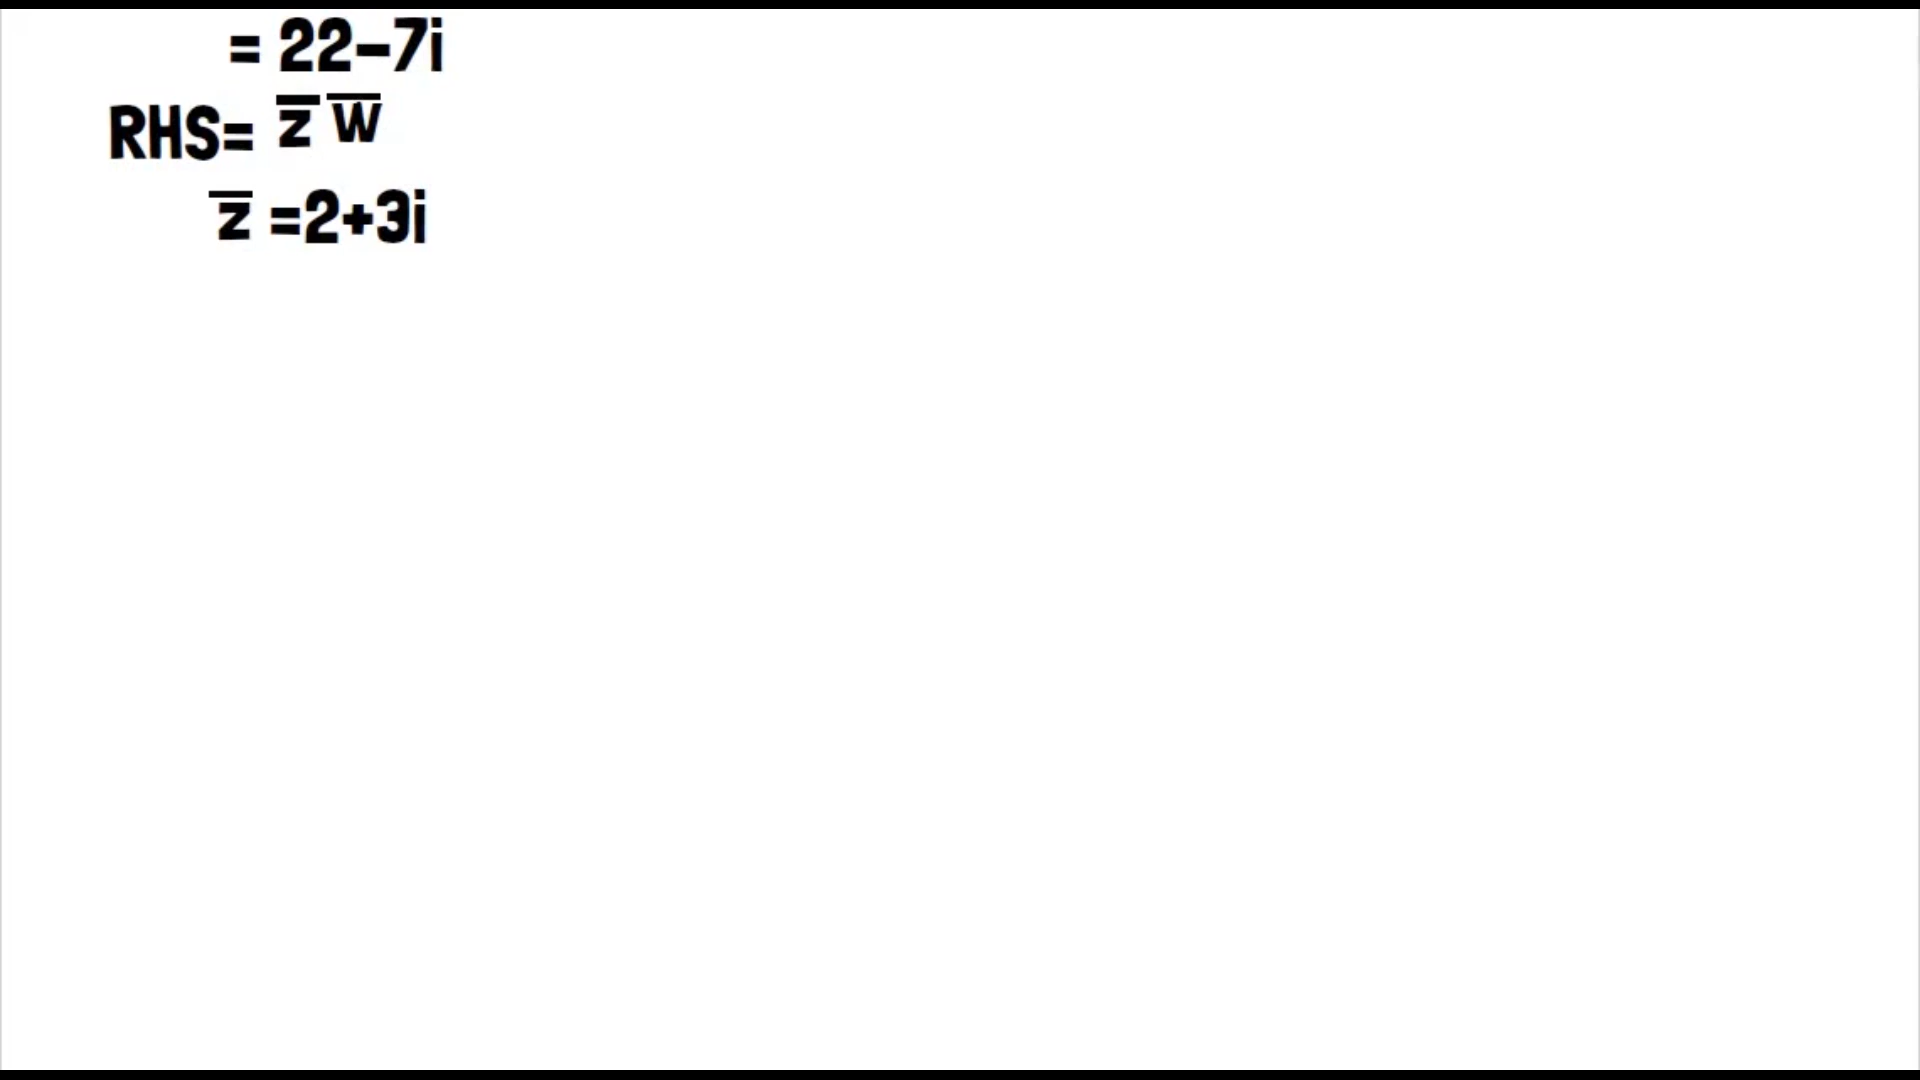 = 22-7i
RHS= z̅ w̅
z̅ =2+3i